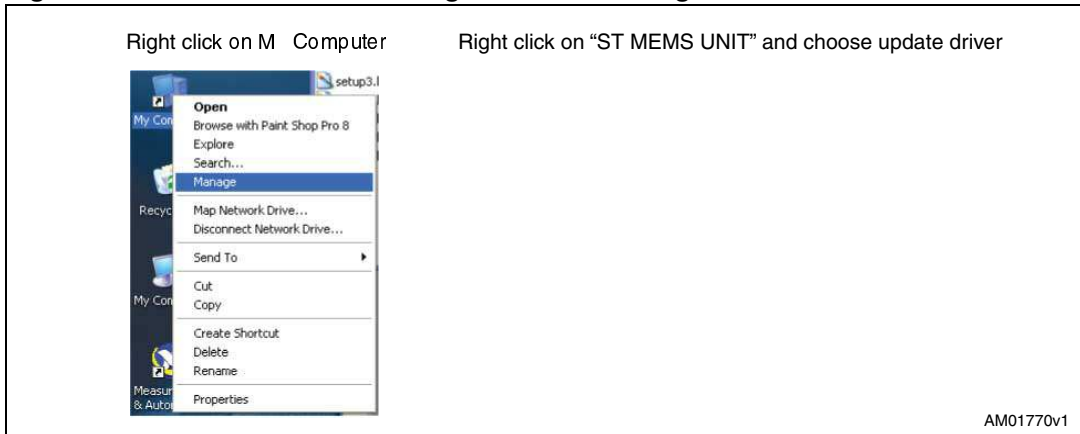 Right click on M Computer
Right click on “ST MEMS UNIT” and choose update driver
setup3.l
My Con
Open
Browse with Paint Shop Pro 8
Explore
Search...
Manage
Recyc
Map Network Drive...
Disconnect Network Drive...
Send To
Cut
My Con
Copy
Create Shortcut
Delete
Rename
Measur
& Auto
Properties
AM01770v1